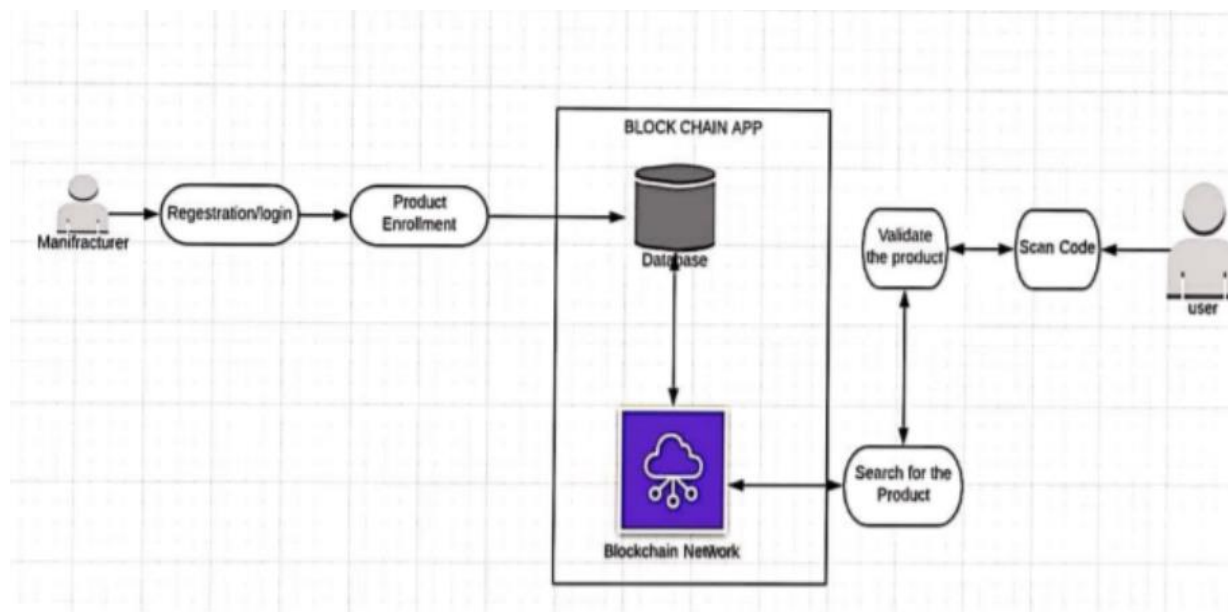 BLOCK CHAIN APP
Manifracturer
Regestration/login
Product
Enrollment
Database
Blockchain Network
Validate
the product
Scan Code
user
Search for the
Product